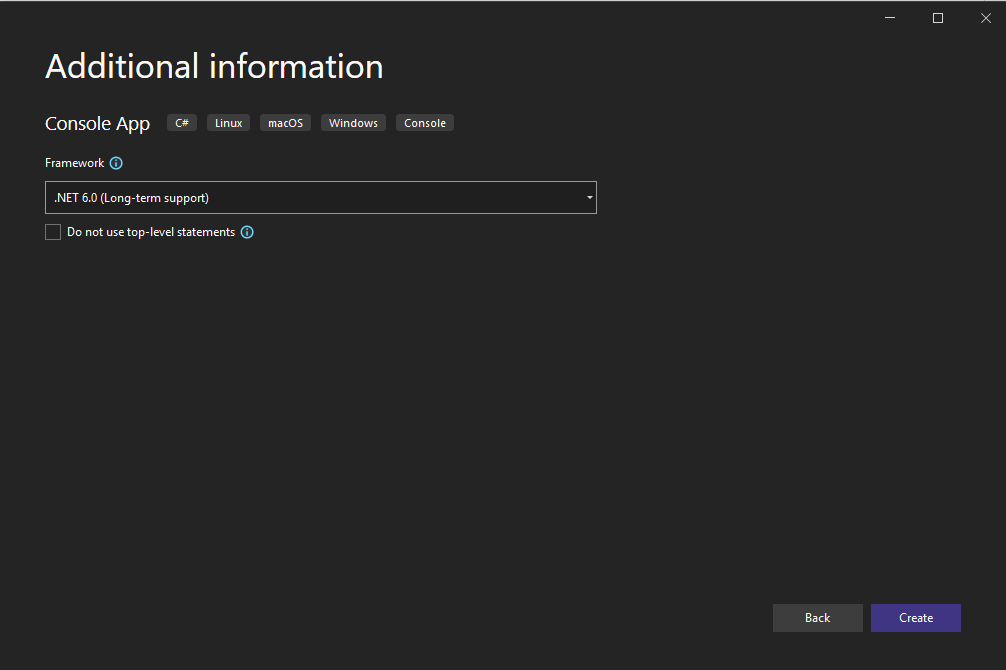 Additional information
Console App C# Linux macOS Windows Console
Framework
.NET 6.0 (Long-term support)
Do not use top-level statements
Back Create